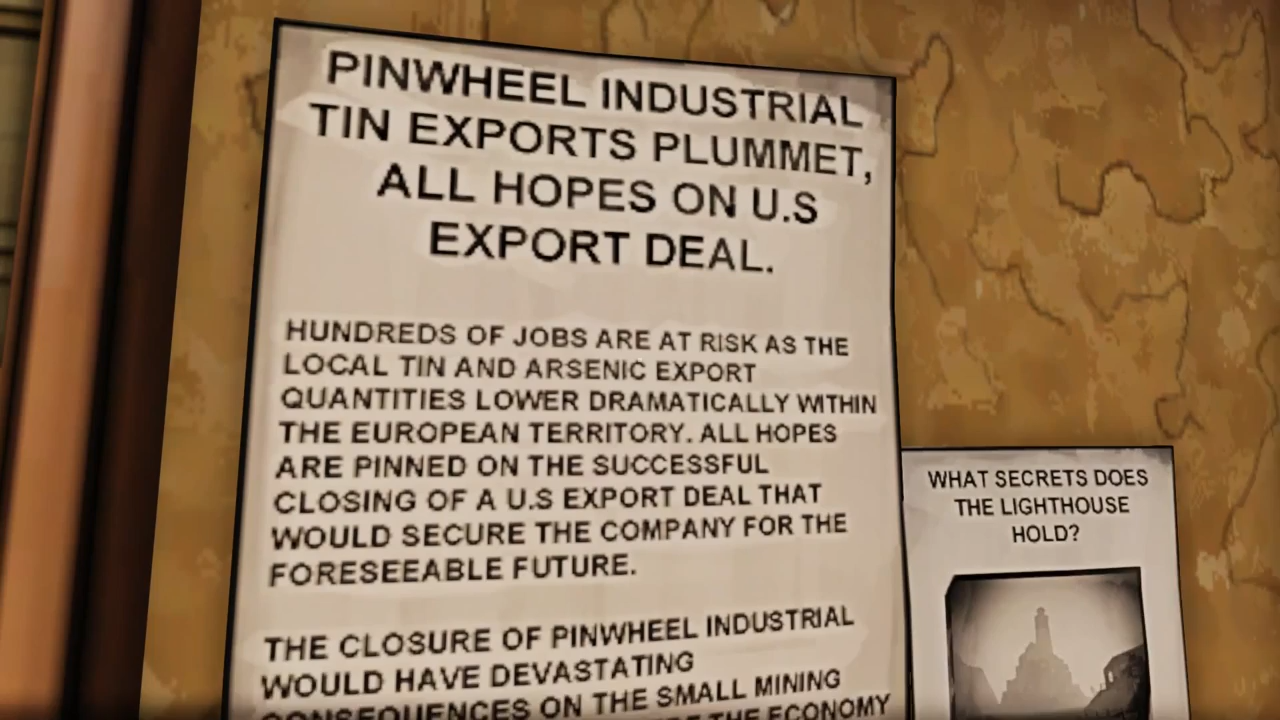 PINWHEEL INDUSTRIAL
TIN EXPORTS PLUMMET,
ALL HOPES ON U.S
EXPORT DEAL.
HUNDREDS OF JOBS ARE AT RISK AS THE
LOCAL TIN AND ARSENIC EXPORT
QUANTITIES LOWER DRAMATICALLY WITHIN
THE EUROPEAN TERRITORY. ALL HOPES
ARE PINNED ON THE SUCCESSFUL
CLOSING OF A U.S EXPORT DEAL THAT
WOULD SECURE THE COMPANY FOR THE
FORESEEABLE FUTURE.
THE CLOSURE OF PINWHEEL INDUSTRIAL
WOULD HAVE DEVASTATING
CONSEQUENCES ON THE SMALL MINING
THE ECONOMY
WHAT SECRETS DOES
THE LIGHTHOUSE
HOLD?